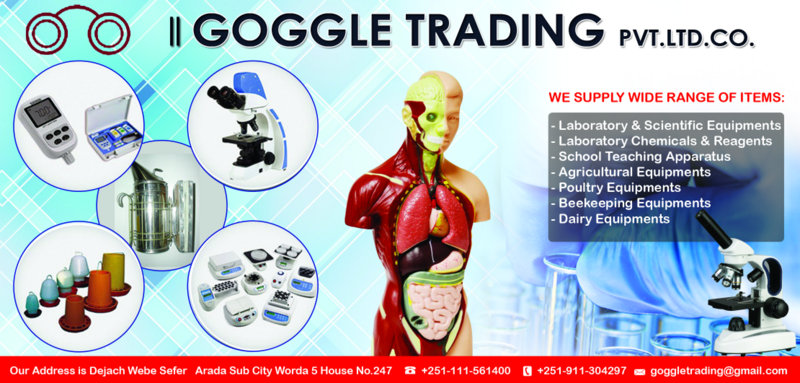 GOGGLE TRADING PVT.LTD.CO.
WE SUPPLY WIDE RANGE OF ITEMS:
- Laboratory & Scientific Equipments
- Laboratory Chemicals & Reagents
- School Teaching Apparatus
- Agricultural Equipments
- Poultry Equipments
- Beekeeping Equipments
- Dairy Equipments
Our Address is Dejach Webe Sefer Arada Sub City Worda 5 House No.247 +251-111-561400 +251-911-304297 goggletrading@gmail.com